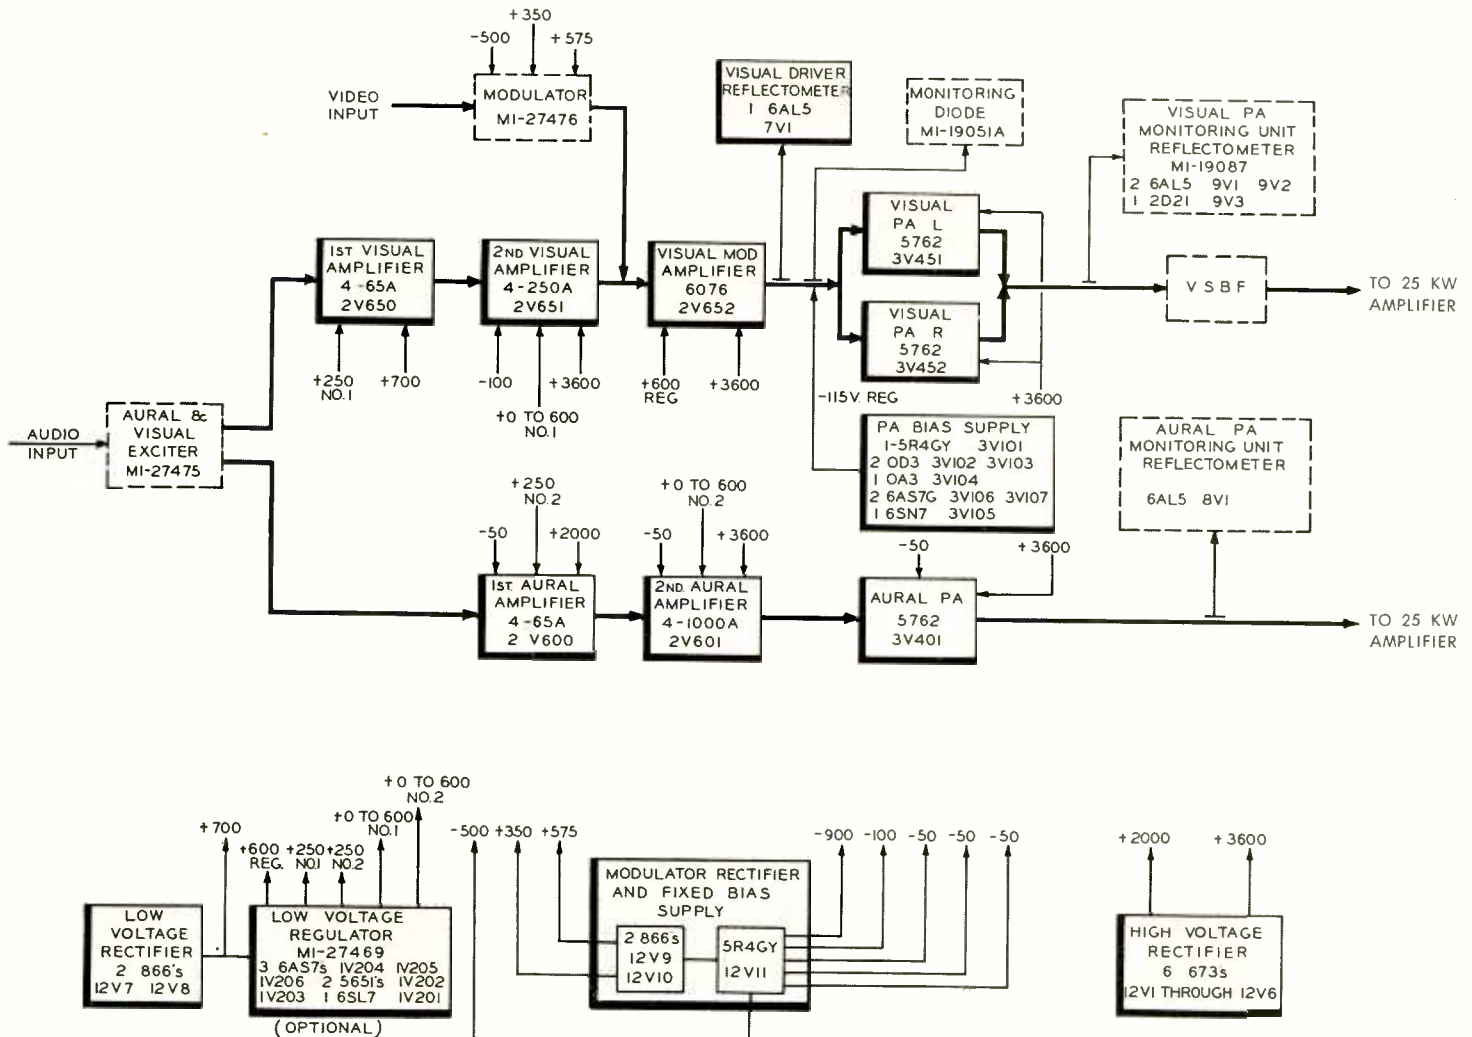 +350
-500
+575
MODULATOR
MI-27476
VIDEO
INPUT
VISUAL DRIVER
REFLECTOMETER
1 6AL5
7V1
MONITORING
DIODE
MI-19051A
VISUAL PA
MONITORING UNIT
REFLECTOMETER
MI-19087
2 6AL5 9V1 9V2
1 2D21 9V3
1ST VISUAL
AMPLIFIER
4-65A
2V650
+250
NO.1
+700
2ND VISUAL
AMPLIFIER
4-250A
2V651
-100
+0 TO 600
NO.1
+3600
VISUAL MOD
AMPLIFIER
6076
2V652
+600
REG
+3600
VISUAL
PA L
5762
3V451
VISUAL
PA R
5762
3V452
-115V. REG
+3600
VSBF
TO 25 KW
AMPLIFIER
AUDIO
INPUT
AURAL &
VISUAL
EXCITER
MI-27475
PA BIAS SUPPLY
1-5R4GY 3V101
2 OD3 3V102 3V103
1 OA3 3V104
2 6AS7G 3V106 3V107
1 6SN7 3V105
AURAL PA
MONITORING UNIT
REFLECTOMETER
6AL5 8V1
-50
+250
NO.2
+2000
1ST. AURAL
AMPLIFIER
4-65A
2 V600
-50
+0 TO 600
NO.2
+3600
2ND. AURAL
AMPLIFIER
4-1000A
2V601
-50
+3600
AURAL PA
5762
3V401
TO 25 KW
AMPLIFIER
+700
+600
REG.
+250
NO.1
+250
NO.2
+0 TO 600
NO.1
+0 TO 600
NO.2
LOW
VOLTAGE
RECTIFIER
2 866's
12V7 12V8
LOW VOLTAGE
REGULATOR
MI-27469
3 6AS7s 1V204 1V205
1V206 2 5651's 1V202
1V203 1 6SL7 1V201
(OPTIONAL)
-500 +350 +575
MODULATOR RECTIFIER
AND FIXED BIAS
SUPPLY
2 866s
12V9
12V10
5R4GY
12V11
-900 -100 -50 -50 -50
+2000
+3600
HIGH VOLTAGE
RECTIFIER
6 673s
12V1 THROUGH 12V6